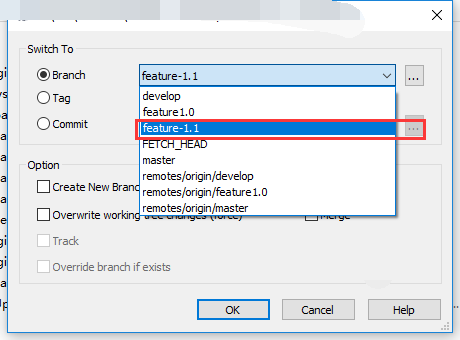 Switch To
Branch
feature-1.1
...
Tag
Commit
...
develop
feature1.0
feature-1.1
FETCH_HEAD
master
remotes/origin/develop
remotes/origin/feature1.0
remotes/origin/master
Option
Create New Branc
Overwrite working tree changes (force)
Merge
Track
Override branch if exists
OK
Cancel
Help